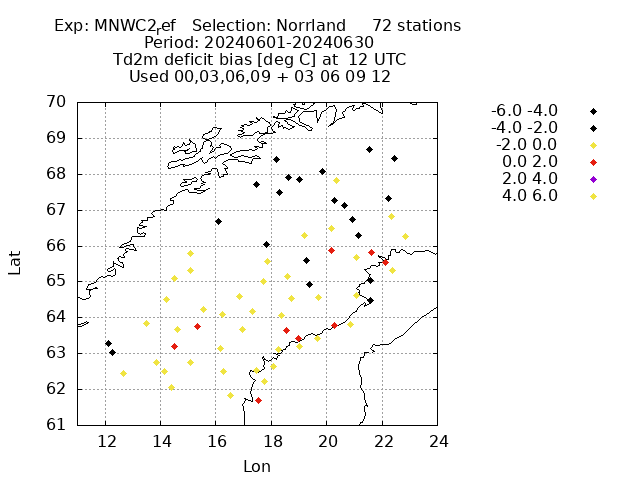 Exp: MNWC2ref   Selection: Norrland     72 stations
Period: 20240601-20240630
Td2m deficit bias [deg C] at  12 UTC
Used 00,03,06,09 + 03 06 09 12
-6.0 -4.0
-4.0 -2.0
-2.0 0.0
0.0 2.0
2.0 4.0
4.0 6.0
70
69
68
67
66
65
64
63
62
61
Lat
12 14 16 18 20 22 24
Lon